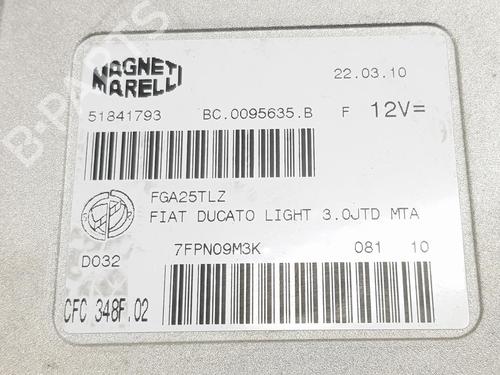 MAGNETI
MARELLI
22.03.10
51841793 BC.0095635.B F 12V=
FGA25TLZ
FIAT DUCATO LIGHT 3.0JTD MTA
D032 7FPN09M3K 081 10
CFC 348F.02
B-PARTS